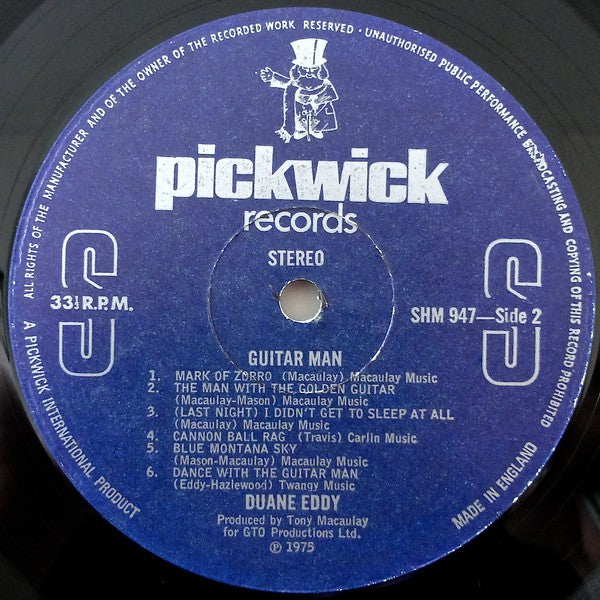 ALL RIGHTS OF THE MANUFACTURER AND OF THE OWNER OF THE RECORDED WORK RESERVED · UNAUTHORISED PUBLIC PERFORMANCE BROADCASTING AND COPYING OF THIS RECORD PROHIBITED
pickwick
records
STEREO
33⅓ R.P.M.
SHM 947—Side 2
GUITAR MAN
1. MARK OF ZORRO (Macaulay) Macaulay Music
2. THE MAN WITH THE GOLDEN GUITAR
(Macaulay-Mason) Macaulay Music
3. (LAST NIGHT) I DIDN'T GET TO SLEEP AT ALL
(Macaulay) Macaulay Music
4. CANNON BALL RAG (Travis) Carlin Music
5. BLUE MONTANA SKY
(Mason-Macaulay) Macaulay Music
6. DANCE WITH THE GUITAR MAN
(Eddy-Hazlewood) Twangy Music
DUANE EDDY
Produced by Tony Macaulay
for GTO Productions Ltd.
℗ 1975
A PICKWICK INTERNATIONAL PRODUCT
MADE IN ENGLAND